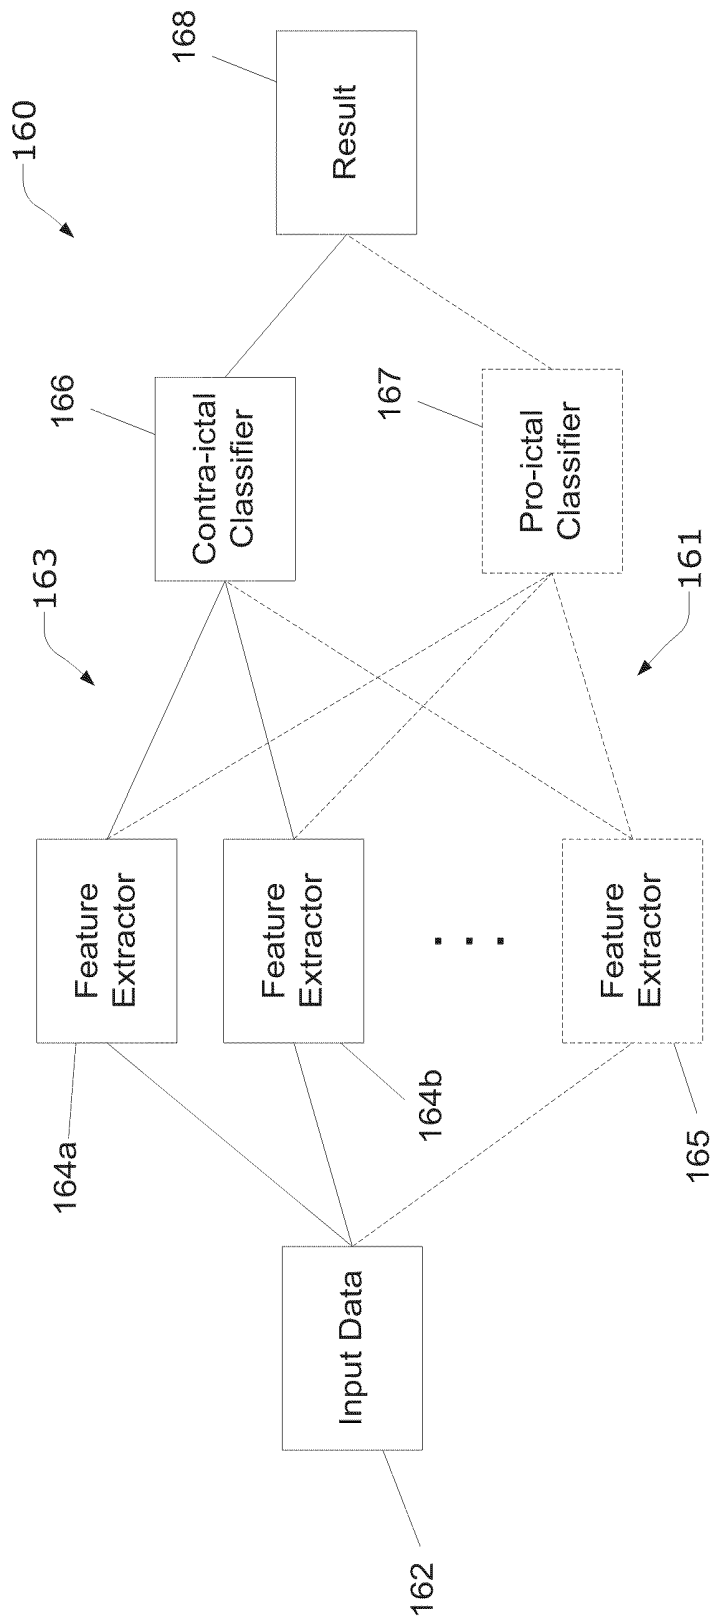 160
168
Result
166
Contra-ictal
Classifier
167
Pro-ictal
Classifier
163
161
Feature
Extractor
164a
Feature
Extractor
164b
. . .
Feature
Extractor
165
Input Data
162